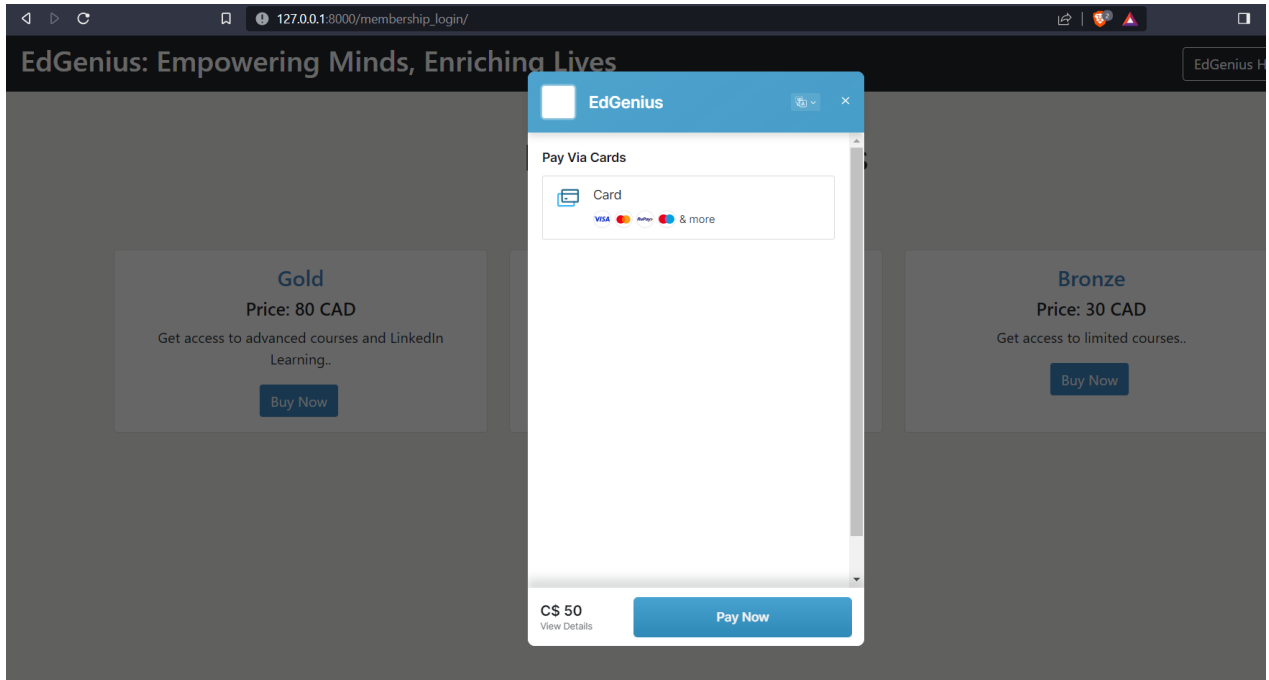 127.0.0.1:8000/membership_login/
2
EdGenius: Empowering Minds, Enriching Lives
EdGenius H
EdGenius
Pay Via Cards
Card
VISA RuPay & more
Gold
Price: 80 CAD
Get access to advanced courses and LinkedIn
Learning..
Buy Now
Bronze
Price: 30 CAD
Get access to limited courses..
Buy Now
C$ 50
View Details
Pay Now